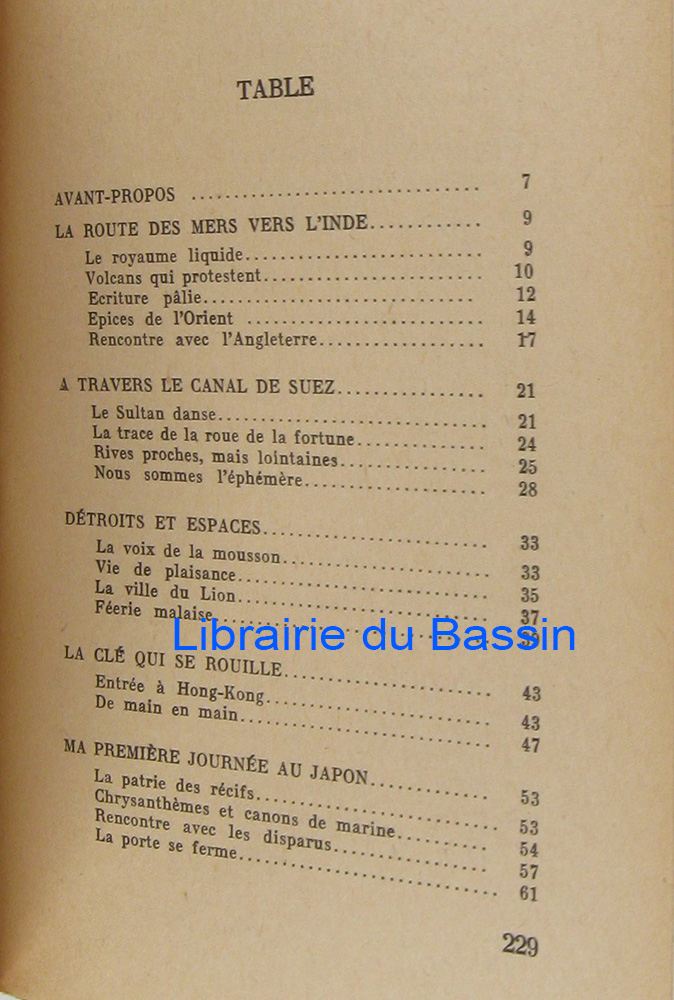 TABLE
AVANT-PROPOS ................................ 7
LA ROUTE DES MERS VERS L'INDE............. 9
Le royaume liquide............................ 9
Volcans qui protestent......................... 10
Ecriture pâlie................................ 12
Epices de l'Orient ............................ 14
Rencontre avec l'Angleterre.................... 17
A TRAVERS LE CANAL DE SUEZ................ 21
Le Sultan danse............................... 21
La trace de la roue de la fortune............... 24
Rives proches, mais lointaines................. 25
Nous sommes l'éphémère...................... 28
DÉTROITS ET ESPACES......................... 33
La voix de la mousson........................ 33
Vie de plaisance.............................. 35
La ville du Lion.............................. 37
Féerie malaise................................ 39
Librairie du Bassin
LA CLÉ QUI SE ROUILLE....................... 43
Entrée à Hong-Kong.......................... 43
De main en main............................. 47
MA PREMIÈRE JOURNÉE AU JAPON............. 53
La patrie des récifs............................ 53
Chrysanthèmes et canons de marine........... 54
Rencontre avec les disparus................... 57
La porte se ferme............................. 61
229